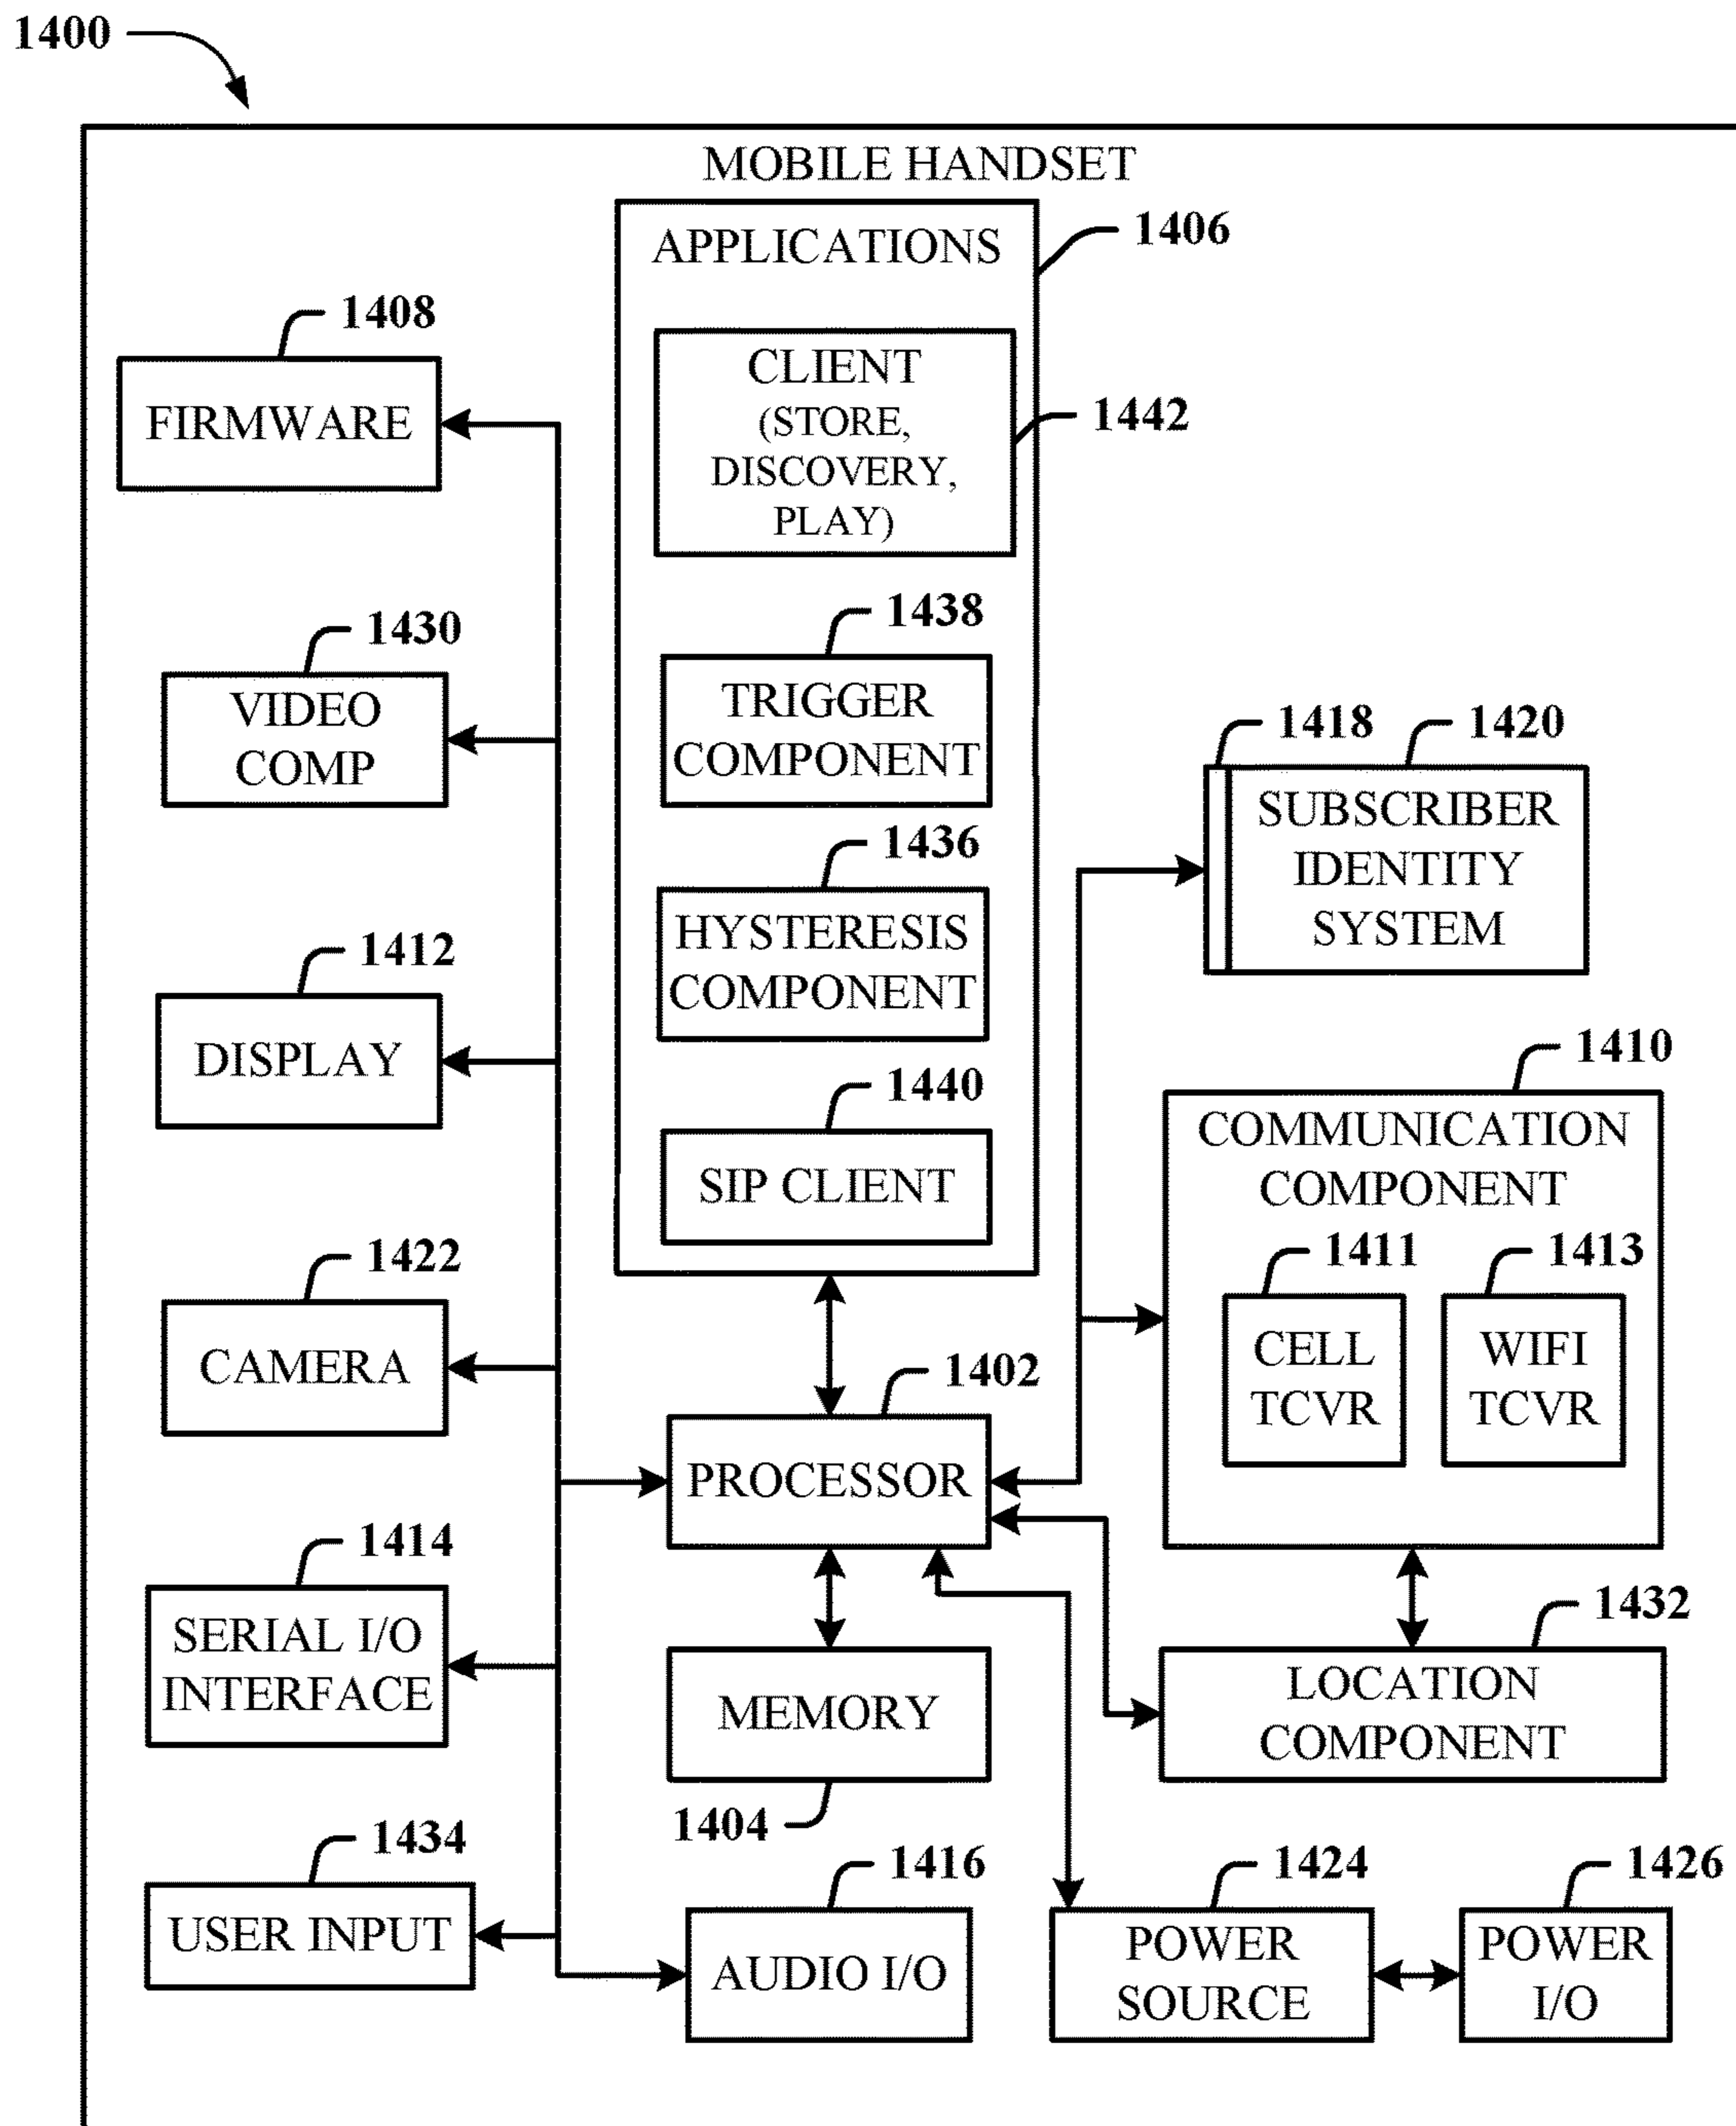 1400
MOBILE HANDSET
APPLICATIONS
1406
1408
FIRMWARE
CLIENT
(STORE,
DISCOVERY,
PLAY)
1442
1430
VIDEO
COMP
1438
TRIGGER
COMPONENT
1418
1420
SUBSCRIBER
IDENTITY
SYSTEM
1436
HYSTERESIS
COMPONENT
1412
DISPLAY
1440
SIP CLIENT
1410
COMMUNICATION
COMPONENT
1411
CELL
TCVR
1413
WIFI
TCVR
1422
CAMERA
1402
PROCESSOR
1414
SERIAL I/O
INTERFACE
MEMORY
1404
1432
LOCATION
COMPONENT
1434
USER INPUT
1416
AUDIO I/O
1424
POWER
SOURCE
1426
POWER
I/O